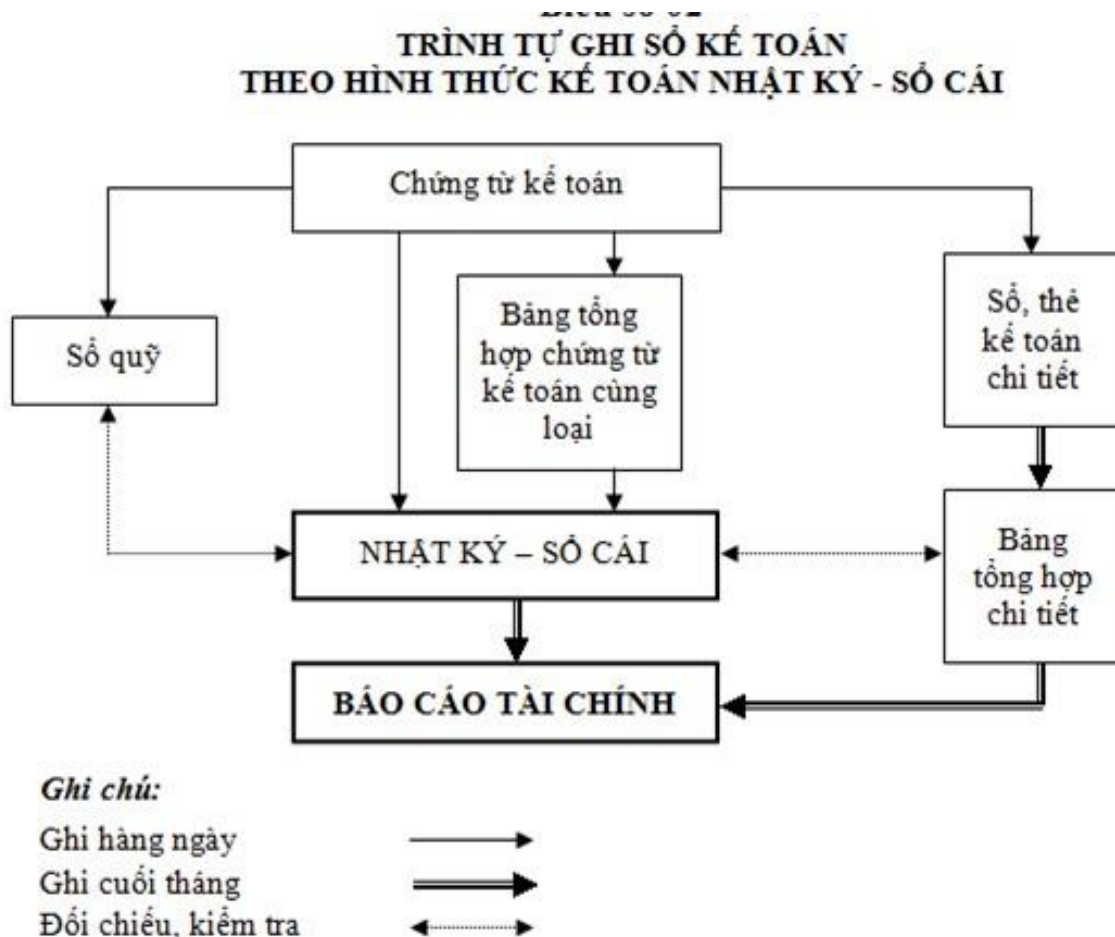 TRÌNH TỰ GHI SỔ KẾ TOÁN
THEO HÌNH THỨC KẾ TOÁN NHẬT KÝ - SỔ CÁI
Chứng từ kế toán
Sổ quỹ
Bảng tổng
hợp chứng từ
kế toán cùng
loại
Sổ, thẻ
kế toán
chi tiết
NHẬT KÝ – SỔ CÁI
Bảng
tổng hợp
chi tiết
BÁO CÁO TÀI CHÍNH
Ghi chú:
Ghi hàng ngày
Ghi cuối tháng
Đối chiếu, kiểm tra